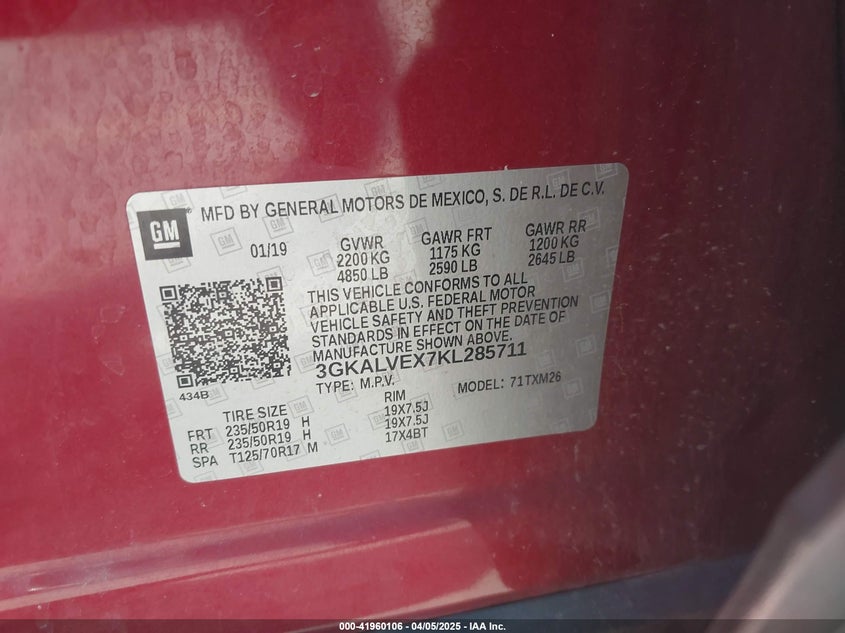 GM
MFD BY GENERAL MOTORS DE MEXICO, S. DE R.L. DE C.V.
01/19 GVWR GAWR FRT GAWR RR
2200 KG 1175 KG 1200 KG
4850 LB 2590 LB 2645 LB
THIS VEHICLE CONFORMS TO ALL
APPLICABLE U.S. FEDERAL MOTOR
VEHICLE SAFETY AND THEFT PREVENTION
STANDARDS IN EFFECT ON THE DATE OF
MANUFACTURE SHOWN ABOVE.
3GKALVEX7KL285711
434B
TYPE: M.P.V. MODEL: 71TXM26
TIRE SIZE RIM
FRT 235/50R19 H 19X7.5J
RR 235/50R19 H 19X7.5J
SPA T125/70R17 M 17X4BT
000-41960106 - 04/05/2025 - IAA Inc.